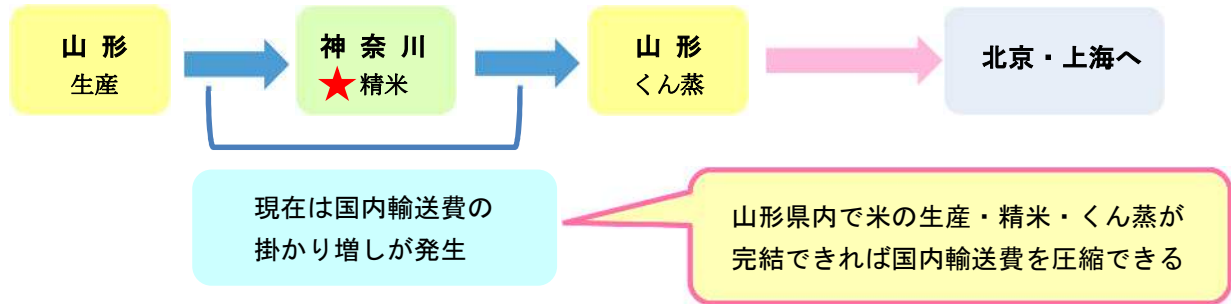 山形
生産
神奈川
★精米
山形
くん蒸
北京・上海へ
現在は国内輸送費の
掛かり増しが発生
山形県内で米の生産・精米・くん蒸が
完結できれば国内輸送費を圧縮できる